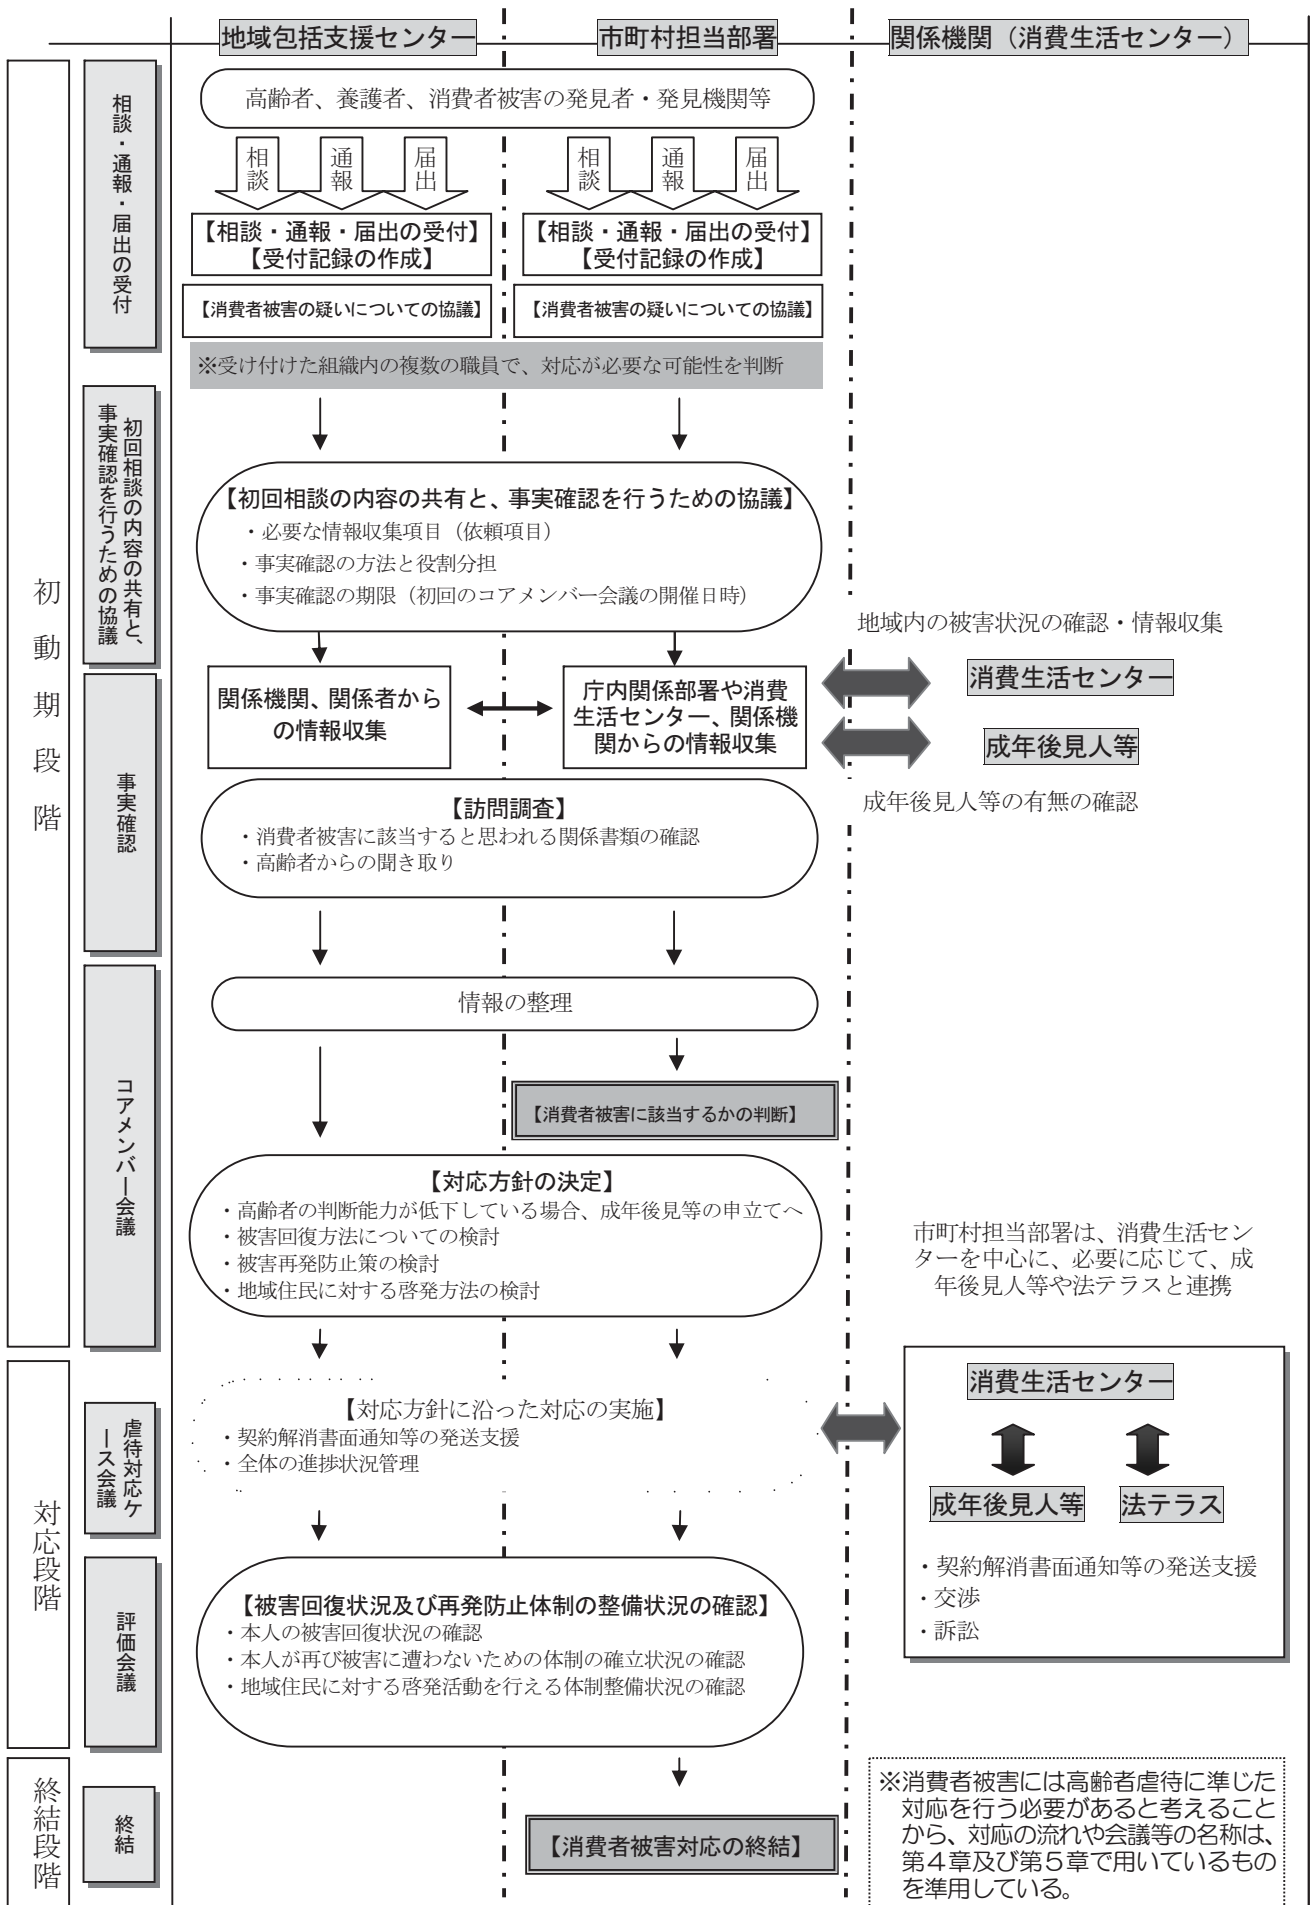 地域包括支援センター
市町村担当部署
関係機関（消費生活センター）
初動期段階
相談・通報・届出の受付
高齢者、養護者、消費者被害の発見者・発見機関等
相談
通報
届出
相談
通報
届出
【相談・通報・届出の受付】
【受付記録の作成】
【相談・通報・届出の受付】
【受付記録の作成】
【消費者被害の疑いについての協議】
【消費者被害の疑いについての協議】
※受け付けた組織内の複数の職員で、対応が必要な可能性を判断
初回相談の内容の共有と、
事実確認を行うための協議
【初回相談の内容の共有と、事実確認を行うための協議】
・必要な情報収集項目（依頼項目）
・事実確認の方法と役割分担
・事実確認の期限（初回のコアメンバー会議の開催日時）
事実確認
関係機関、関係者から
の情報収集
庁内関係部署や消費
生活センター、関係機
関からの情報収集
地域内の被害状況の確認・情報収集
消費生活センター
成年後見人等
成年後見人等の有無の確認
【訪問調査】
・消費者被害に該当すると思われる関係書類の確認
・高齢者からの聞き取り
コアメンバー会議
情報の整理
【消費者被害に該当するかの判断】
【対応方針の決定】
・高齢者の判断能力が低下している場合、成年後見等の申立てへ
・被害回復方法についての検討
・被害再発防止策の検討
・地域住民に対する啓発方法の検討
市町村担当部署は、消費生活セン
ターを中心に、必要に応じて、成
年後見人等や法テラスと連携
対応段階
虐待対応ケ
ース会議
【対応方針に沿った対応の実施】
・契約解消書面通知等の発送支援
・全体の進捗状況管理
消費生活センター
成年後見人等
法テラス
・契約解消書面通知等の発送支援
・交渉
・訴訟
評価会議
【被害回復状況及び再発防止体制の整備状況の確認】
・本人の被害回復状況の確認
・本人が再び被害に遭わないための体制の確立状況の確認
・地域住民に対する啓発活動を行える体制整備状況の確認
終結段階
終結
【消費者被害対応の終結】
※消費者被害には高齢者虐待に準じた
対応を行う必要があると考えること
から、対応の流れや会議等の名称は、
第４章及び第５章で用いているもの
を準用している。